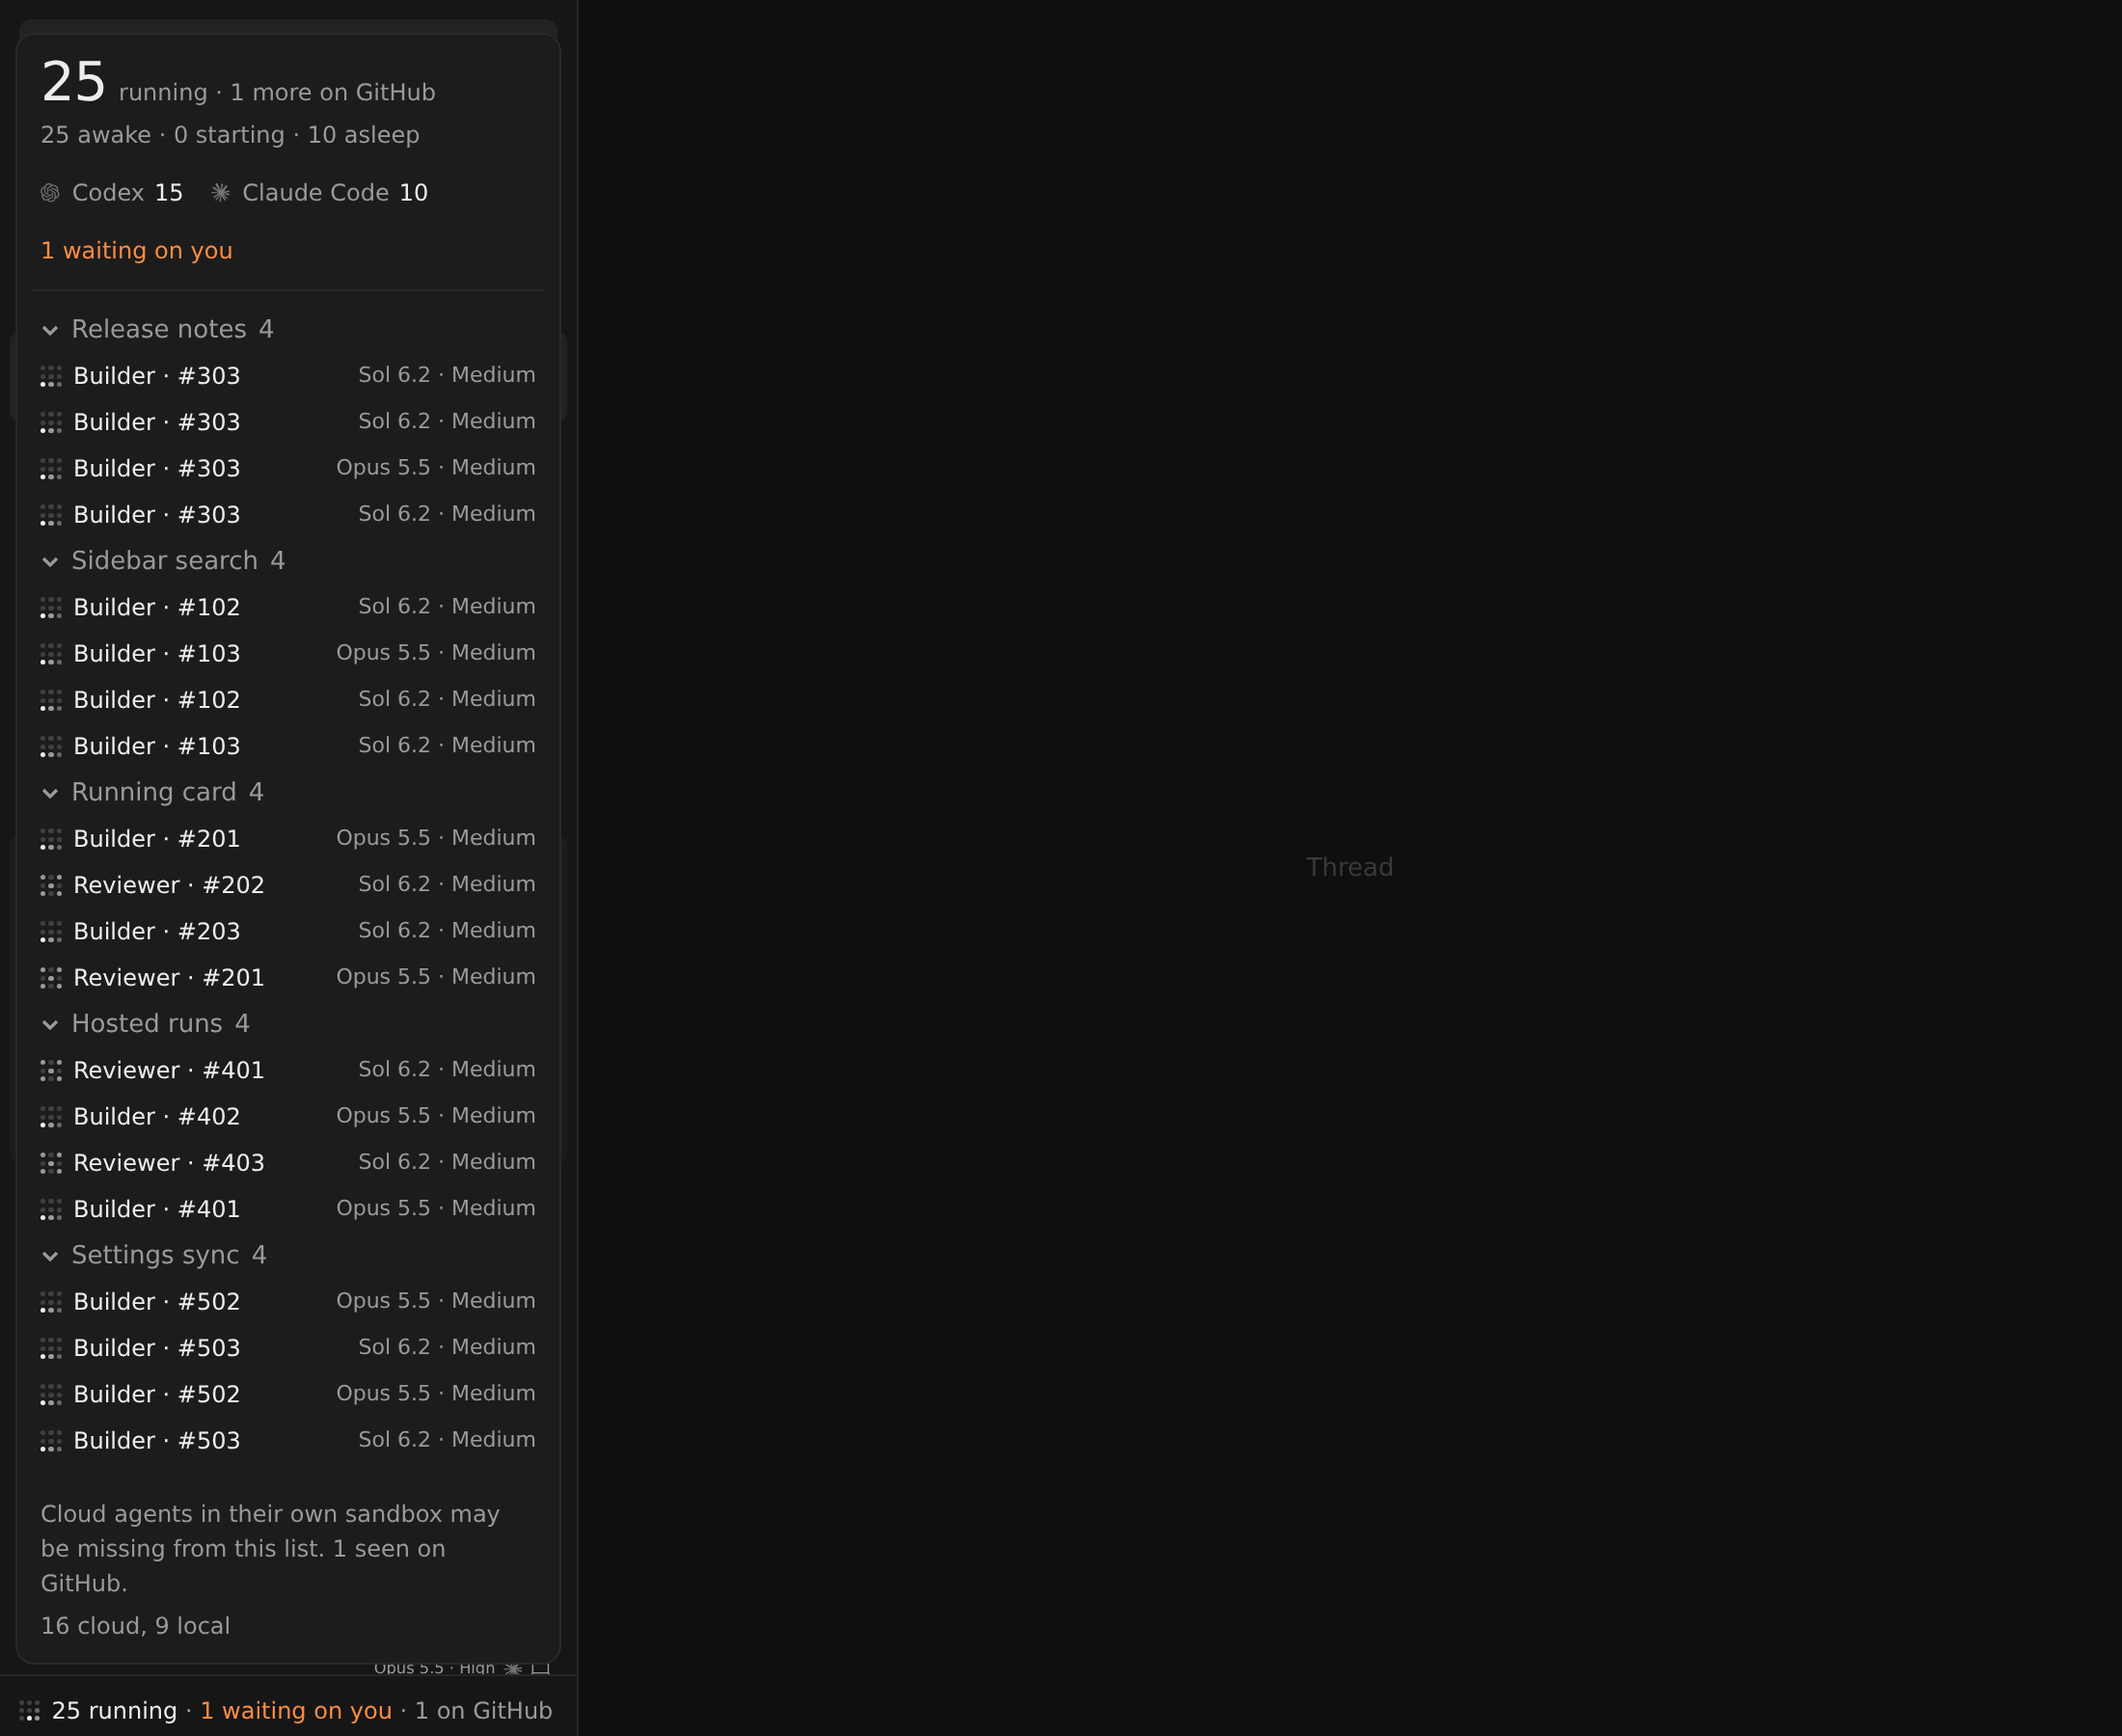 25 running · 1 more on GitHub
25 awake · 0 starting · 10 asleep
Codex 15 Claude Code 10
1 waiting on you
Release notes 4
Builder · #303 Sol 6.2 · Medium
Builder · #303 Sol 6.2 · Medium
Builder · #303 Opus 5.5 · Medium
Builder · #303 Sol 6.2 · Medium
Sidebar search 4
Builder · #102 Sol 6.2 · Medium
Builder · #103 Opus 5.5 · Medium
Builder · #102 Sol 6.2 · Medium
Builder · #103 Sol 6.2 · Medium
Running card 4
Builder · #201 Opus 5.5 · Medium
Reviewer · #202 Sol 6.2 · Medium
Builder · #203 Sol 6.2 · Medium
Reviewer · #201 Opus 5.5 · Medium
Hosted runs 4
Reviewer · #401 Sol 6.2 · Medium
Builder · #402 Opus 5.5 · Medium
Reviewer · #403 Sol 6.2 · Medium
Builder · #401 Opus 5.5 · Medium
Settings sync 4
Builder · #502 Opus 5.5 · Medium
Builder · #503 Sol 6.2 · Medium
Builder · #502 Opus 5.5 · Medium
Builder · #503 Sol 6.2 · Medium
Cloud agents in their own sandbox may
be missing from this list. 1 seen on
GitHub.
16 cloud, 9 local
Opus 5.5 · High
25 running · 1 waiting on you · 1 on GitHub
Thread